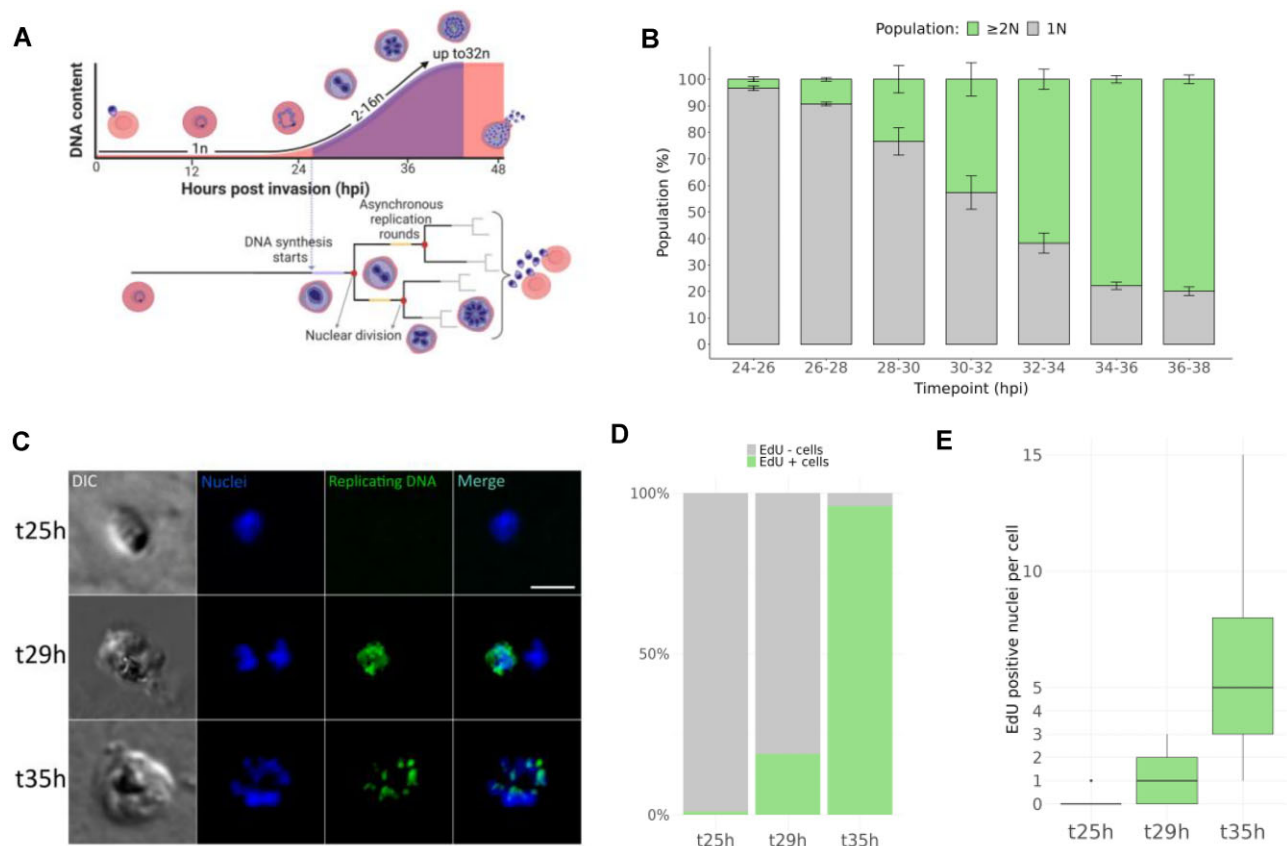 A
DNA content
1n
2-16n
up to32n
0
12
24
36
48
Hours post invasion (hpi)
DNA synthesis
starts
Asynchronous
replication
rounds
Nuclear division
B
Population: ≥2N 1N
Population (%)
100
90
80
70
60
50
40
30
20
10
0
24-26 26-28 28-30 30-32 32-34 34-36 36-38
Timepoint (hpi)
C
DIC Nuclei Replicating DNA Merge
t25h
t29h
t35h
D
EdU - cells
EdU + cells
100%
50%
0%
t25h t29h t35h
E
EdU positive nuclei per cell
15
10
5
4
3
2
1
0
t25h t29h t35h